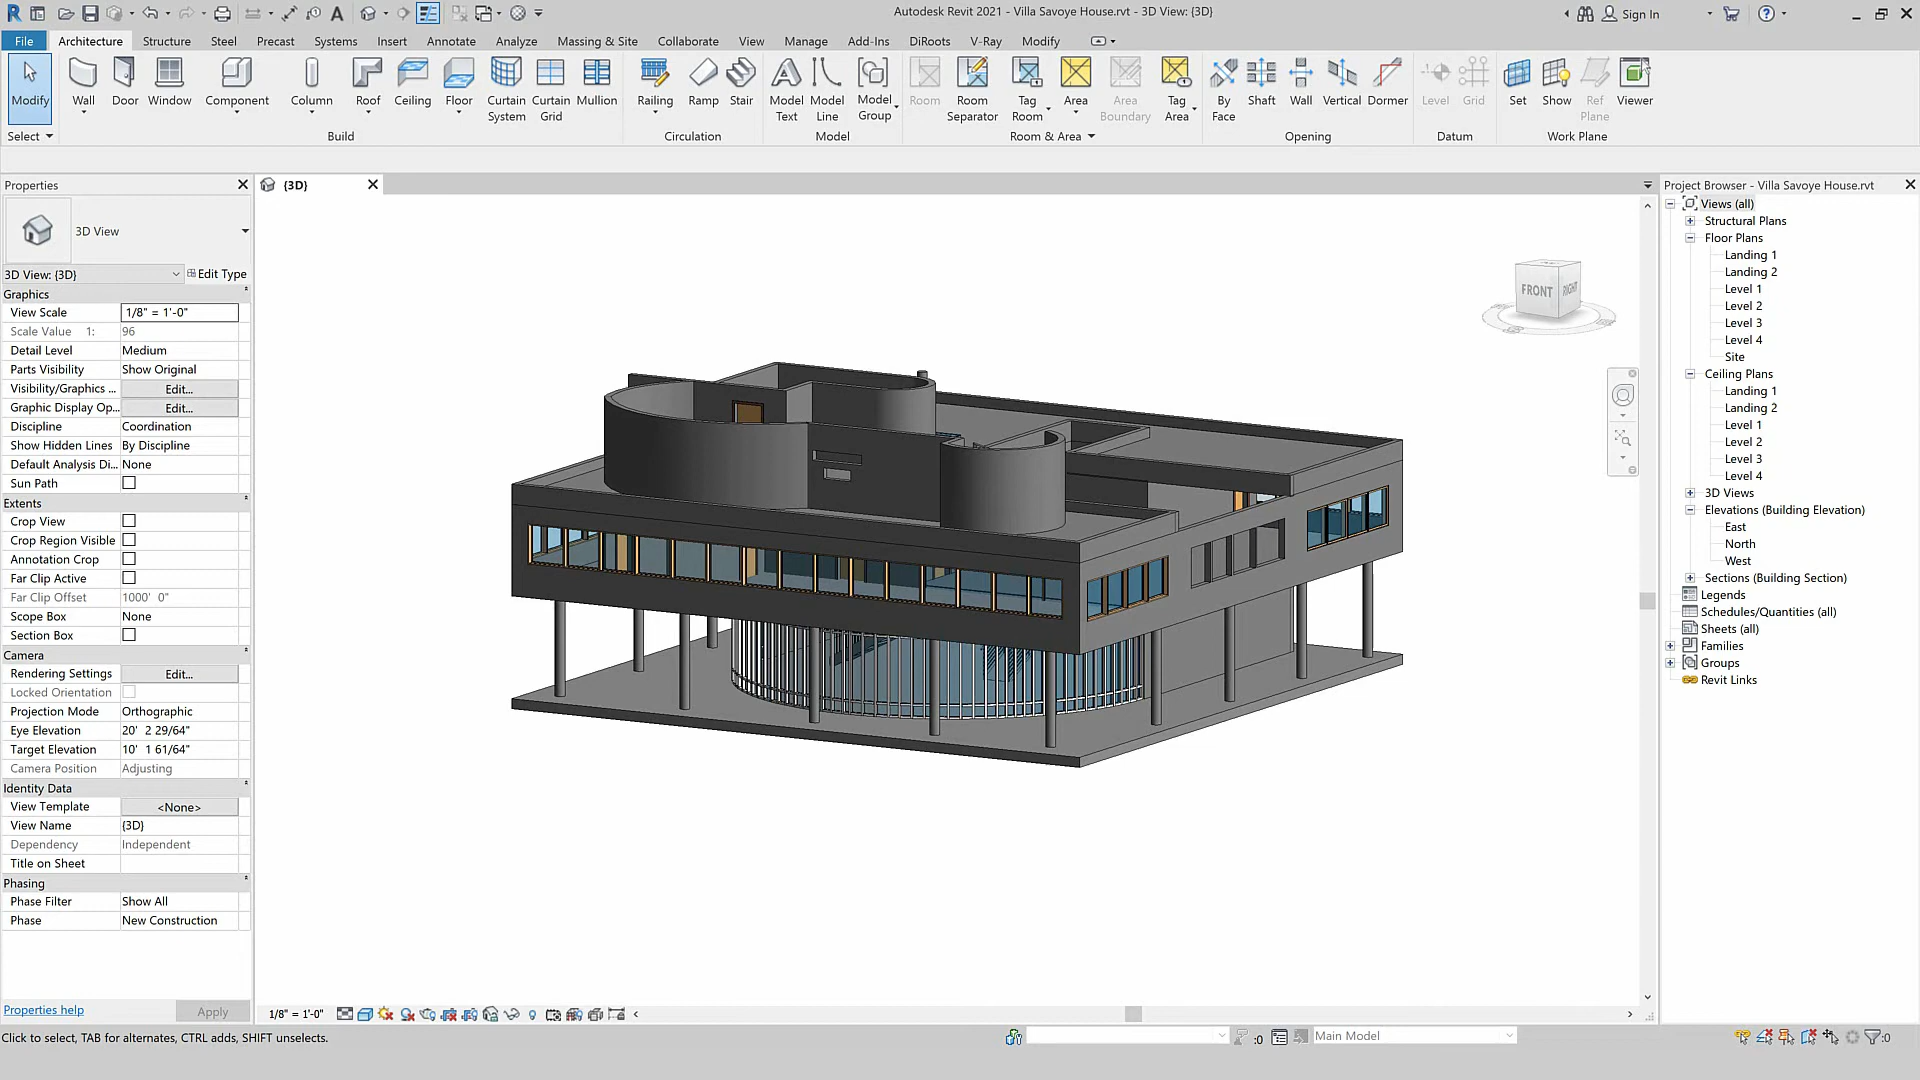 Autodesk Revit 2021 - Villa Savoye House.rvt - 3D View: {3D}
Sign In
File
Architecture
Structure
Steel
Precast
Systems
Insert
Annotate
Analyze
Massing & Site
Collaborate
View
Manage
Add-Ins
DiRoots
V-Ray
Modify
Modify
Wall
Door
Window
Component
Column
Roof
Ceiling
Floor
Curtain System
Curtain Grid
Mullion
Railing
Ramp
Stair
Model Text
Model Line
Model Group
Room
Room Separator
Tag Room
Area
Area Boundary
Tag Area
By Face
Shaft
Wall
Vertical
Dormer
Level
Grid
Set
Show
Ref Plane
Viewer
Select
Build
Circulation
Model
Room & Area
Opening
Datum
Work Plane
Properties
3D View
3D View: {3D}
Edit Type
Graphics
View Scale 1/8" = 1'-0"
Scale Value 1: 96
Detail Level Medium
Parts Visibility Show Original
Visibility/Graphics ... Edit...
Graphic Display Op... Edit...
Discipline Coordination
Show Hidden Lines By Discipline
Default Analysis Di... None
Sun Path
Extents
Crop View
Crop Region Visible
Annotation Crop
Far Clip Active
Far Clip Offset 1000' 0"
Scope Box None
Section Box
Camera
Rendering Settings Edit...
Locked Orientation
Projection Mode Orthographic
Eye Elevation 20' 2 29/64"
Target Elevation 10' 1 61/64"
Camera Position Adjusting
Identity Data
View Template <None>
View Name {3D}
Dependency Independent
Title on Sheet
Phasing
Phase Filter Show All
Phase New Construction
Properties help
Apply
{3D}
FRONT
RIGHT
1/8" = 1'-0"
Project Browser - Villa Savoye House.rvt
Views (all)
Structural Plans
Floor Plans
Landing 1
Landing 2
Level 1
Level 2
Level 3
Level 4
Site
Ceiling Plans
Landing 1
Landing 2
Level 1
Level 2
Level 3
Level 4
3D Views
Elevations (Building Elevation)
East
North
West
Sections (Building Section)
Legends
Schedules/Quantities (all)
Sheets (all)
Families
Groups
Revit Links
Click to select, TAB for alternates, CTRL adds, SHIFT unselects.
:0
Main Model
:0